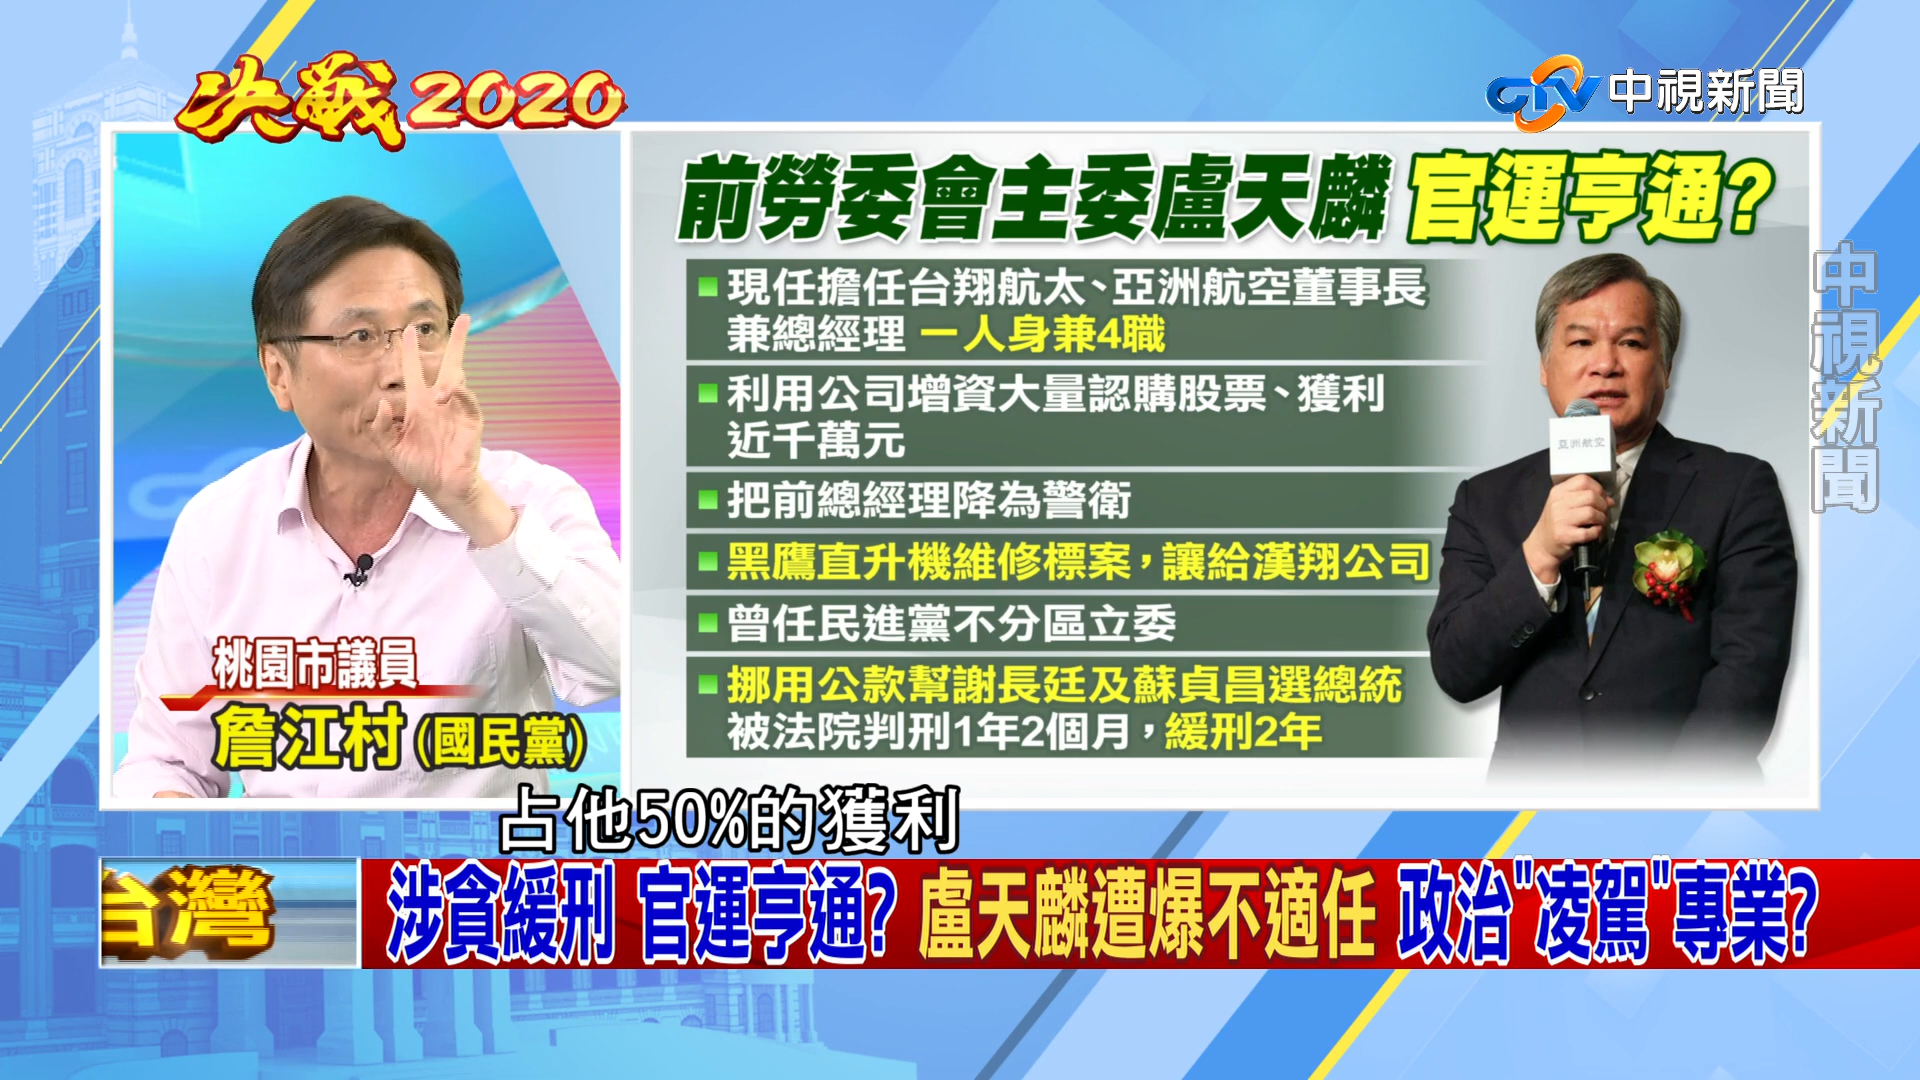 決戰2020
CTV中視新聞
前勞委會主委盧天麟 官運亨通?
現任擔任台翔航太、亞洲航空董事長
兼總經理 一人身兼4職
利用公司增資大量認購股票、獲利
近千萬元
把前總經理降為警衛
黑鷹直升機維修標案，讓給漢翔公司
曾任民進黨不分區立委
挪用公款幫謝長廷及蘇貞昌選總統
被法院判刑1年2個月，緩刑2年
亞洲航空
中視新聞
桃園市議員
詹江村(國民黨)
占他50%的獲利
台灣
涉貪緩刑 官運亨通? 盧天麟遭爆不適任 政治"凌駕"專業?